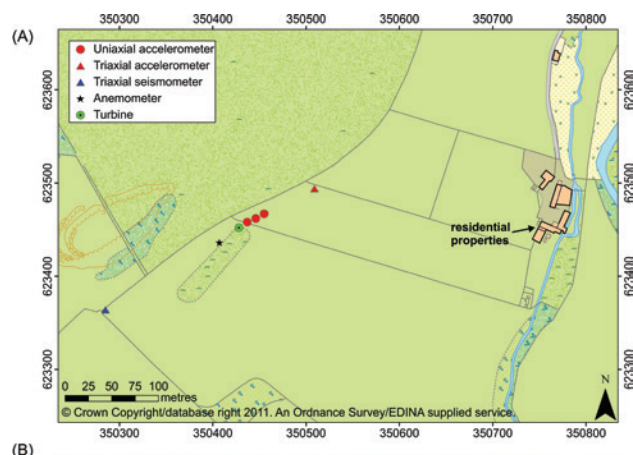 (A)
350300 350400 350500 350600 350700 350800
Uniaxial accelerometer
Triaxial accelerometer
Triaxial seismometer
Anemometer
Turbine
623600 623600
623500 623500
residential
properties
623400 623400
623300 623300
N
0 25 50 75 100
metres
© Crown Copyright/database right 2011. An Ordnance Survey/EDINA supplied service.
350300 350400 350500 350600 350700 350800
(B)